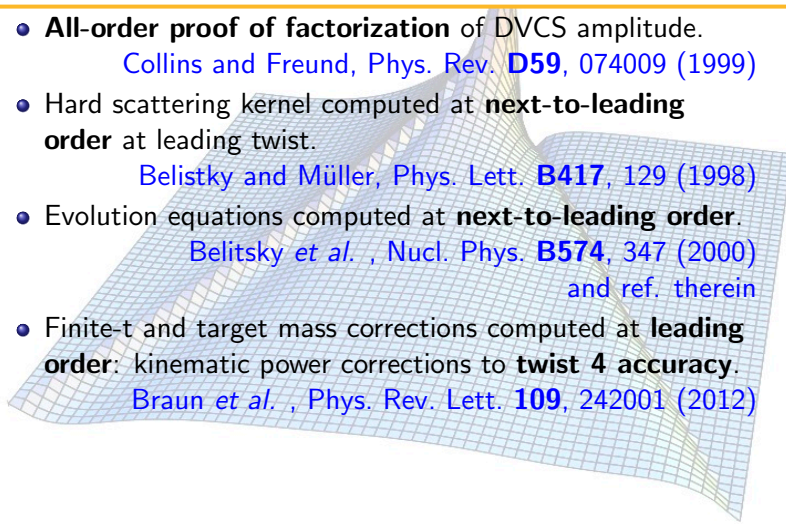 All-order proof of factorization of DVCS amplitude.
Collins and Freund, Phys. Rev. D59, 074009 (1999)
Hard scattering kernel computed at next-to-leading
order at leading twist.
Belistky and Müller, Phys. Lett. B417, 129 (1998)
Evolution equations computed at next-to-leading order.
Belitsky et al. , Nucl. Phys. B574, 347 (2000)
and ref. therein
Finite-t and target mass corrections computed at leading
order: kinematic power corrections to twist 4 accuracy.
Braun et al. , Phys. Rev. Lett. 109, 242001 (2012)